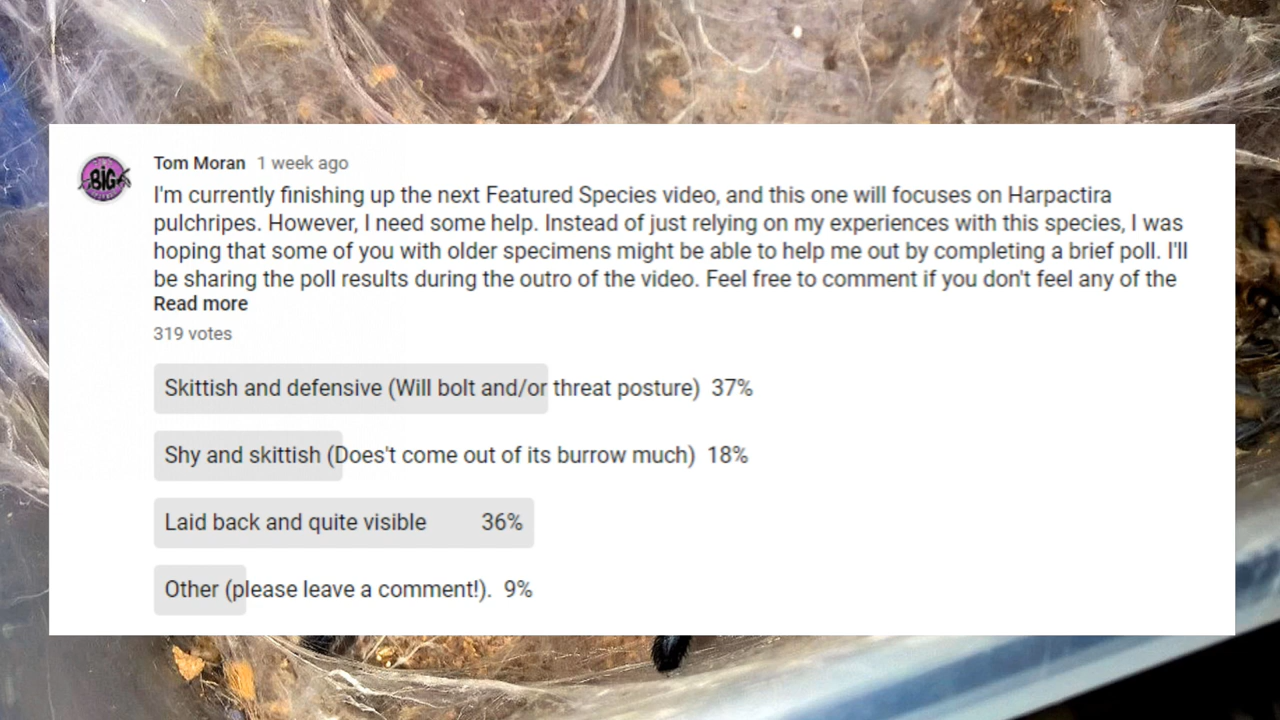 BIG
Tom Moran 1 week ago
I'm currently finishing up the next Featured Species video, and this one will focuses on Harpactira
pulchripes. However, I need some help. Instead of just relying on my experiences with this species, I was
hoping that some of you with older specimens might be able to help me out by completing a brief poll. I'll
be sharing the poll results during the outro of the video. Feel free to comment if you don't feel any of the
Read more
319 votes
Skittish and defensive (Will bolt and/or threat posture) 37%
Shy and skittish (Does't come out of its burrow much) 18%
Laid back and quite visible 36%
Other (please leave a comment!). 9%